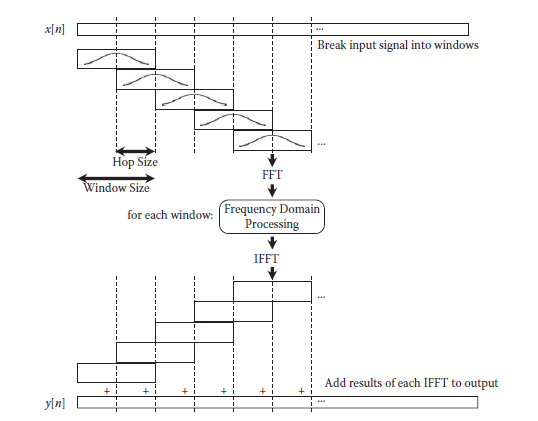 x[n]
...
Break input signal into windows
...
Hop Size
Window Size
FFT
for each window:
Frequency Domain
Processing
IFFT
...
Add results of each IFFT to output
+ + + + + +
y[n]
...